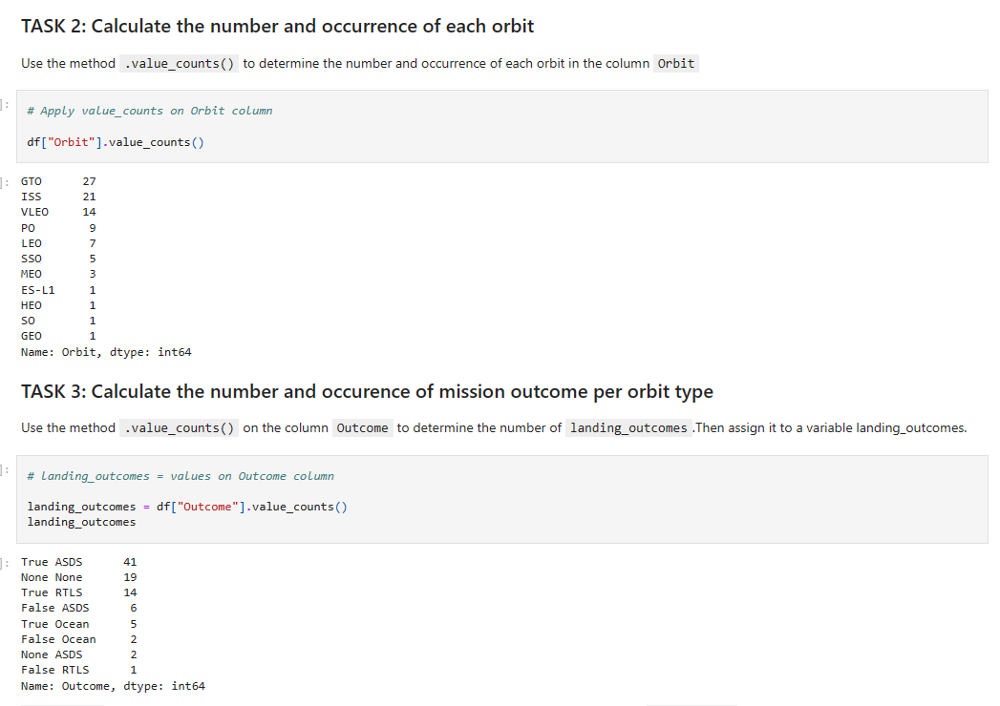 TASK 2: Calculate the number and occurrence of each orbit
Use the method .value_counts() to determine the number and occurrence of each orbit in the column Orbit
]:
# Apply value_counts on Orbit column
df["Orbit"].value_counts()
]:
GTO 27
ISS 21
VLEO 14
PO 9
LEO 7
SSO 5
MEO 3
ES-L1 1
HEO 1
SO 1
GEO 1
Name: Orbit, dtype: int64
TASK 3: Calculate the number and occurence of mission outcome per orbit type
Use the method .value_counts() on the column Outcome to determine the number of landing_outcomes .Then assign it to a variable landing_outcomes.
]:
# landing_outcomes = values on Outcome column
landing_outcomes = df["Outcome"].value_counts()
landing_outcomes
]:
True ASDS 41
None None 19
True RTLS 14
False ASDS 6
True Ocean 5
False Ocean 2
None ASDS 2
False RTLS 1
Name: Outcome, dtype: int64